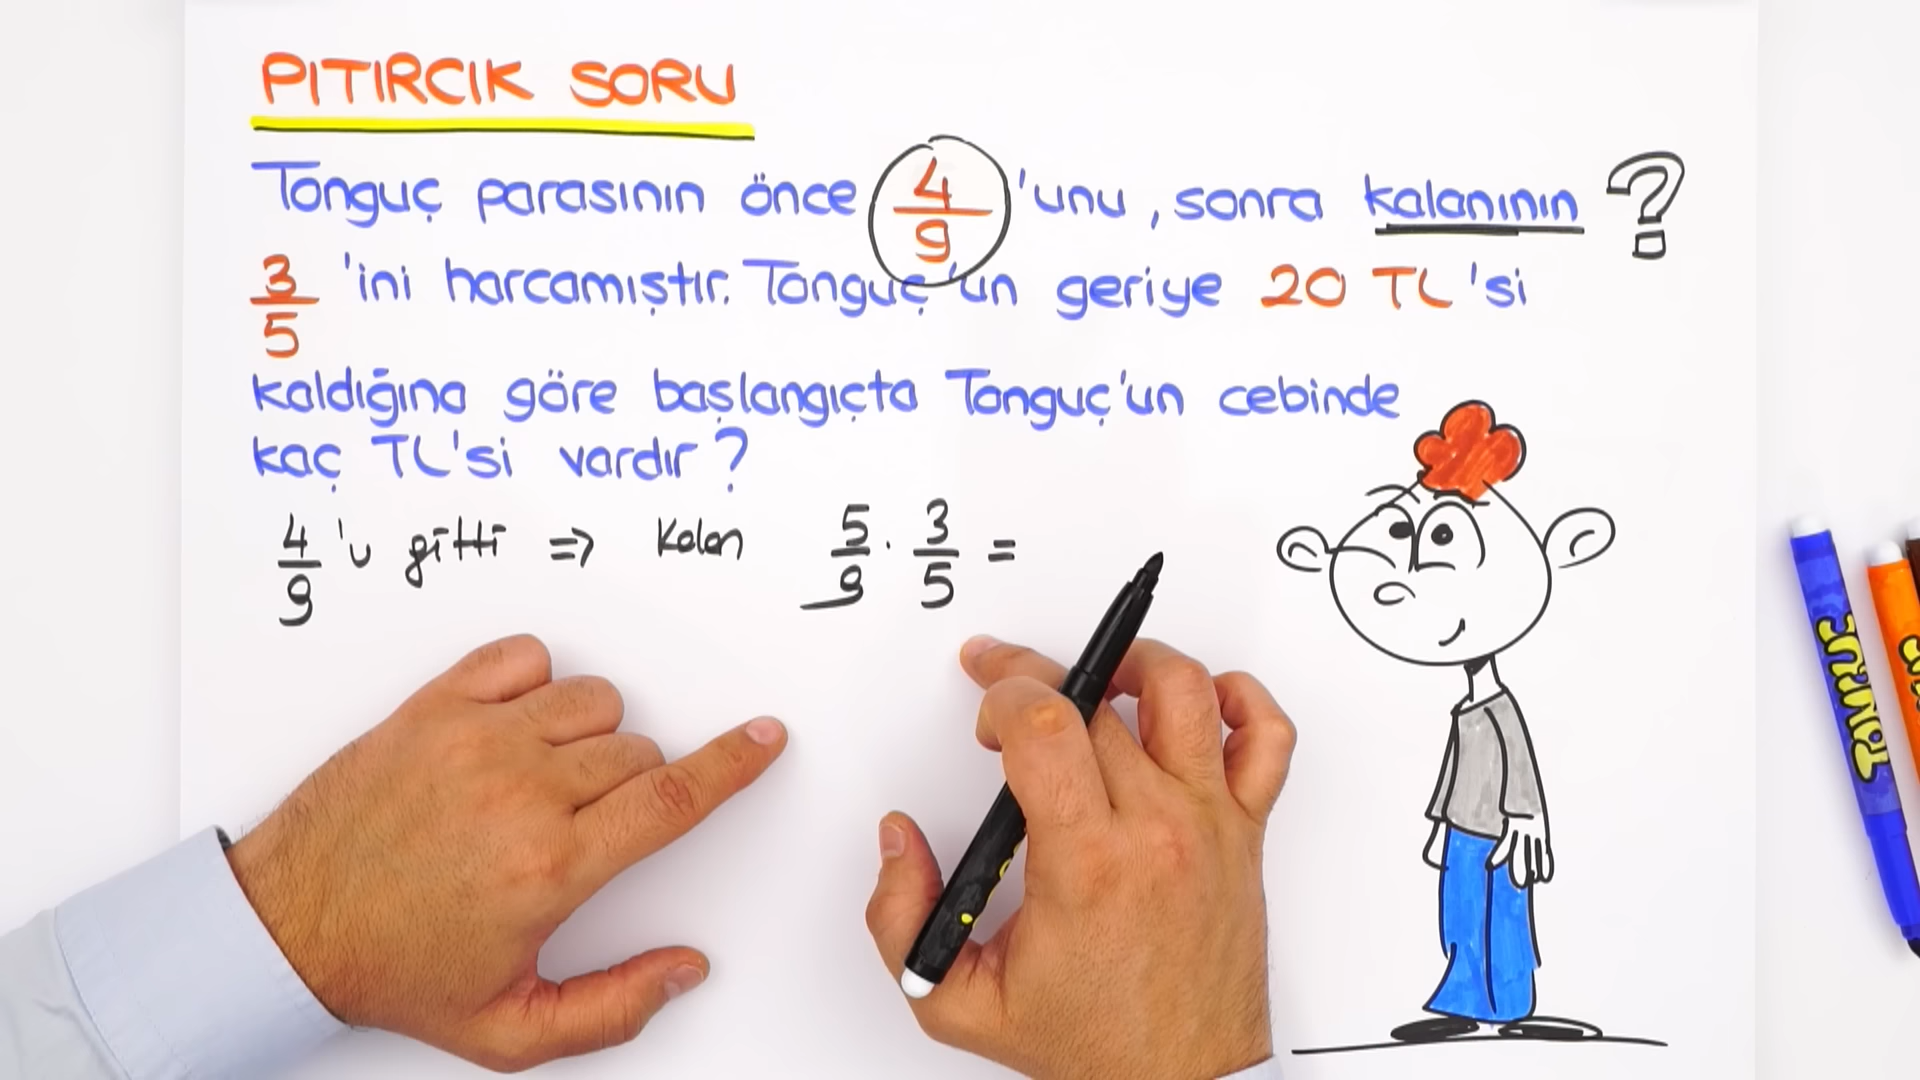 PITIRCIK SORU
Tonguç parasının önce 4/9 'unu, sonra kalanının ?
3/5 'ini harcamıştır. Tonguç'un geriye 20 TL'si
kaldığına göre başlangıçta Tonguç'un cebinde
kaç TL'si vardır?
4/9 'u gitti => Kalan 5/9 . 3/5 =
TONGUÇ